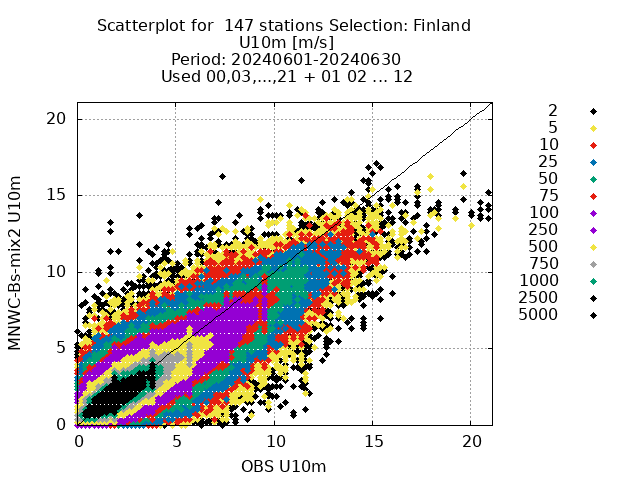 Scatterplot for  147 stations Selection: Finland
U10m [m/s]
Period: 20240601-20240630
Used 00,03,...,21 + 01 02 ... 12
MNWC-Bs-mix2 U10m
20
15
10
5
0
0 5 10 15 20
OBS U10m
2
5
10
25
50
75
100
250
500
750
1000
2500
5000